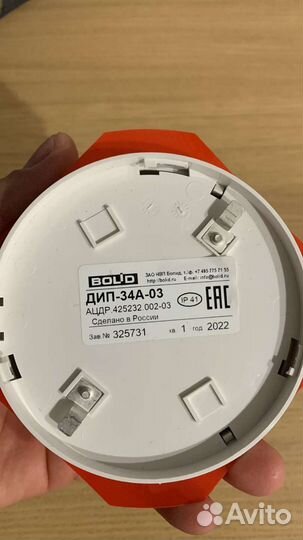 BOLID
ЗАО НВП Болид, т./ф. +7 495 775 71 55
http://bolid.ru E-mail: info@bolid.ru
ДИП-34А-03
АЦДР.425232.002-03
IP 41
EAC
Сделано в России
Зав.№ 325731 кв. 1 год 2022
Avito